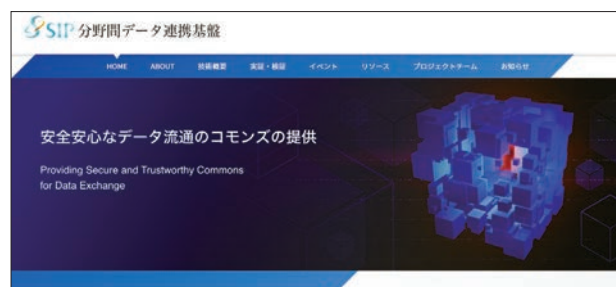 SIP 分野間データ連携基盤
HOME ABOUT 技術概要 実証・検証 イベント リソース プロジェクトチーム お知らせ
安全安心なデータ流通のコモンズの提供
Providing Secure and Trustworthy Commons
for Data Exchange